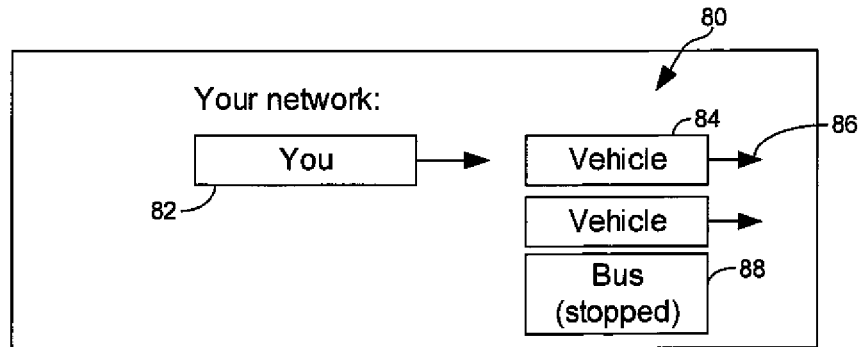 80
Your network:
84
86
You
Vehicle
82
Vehicle
Bus
(stopped)
88